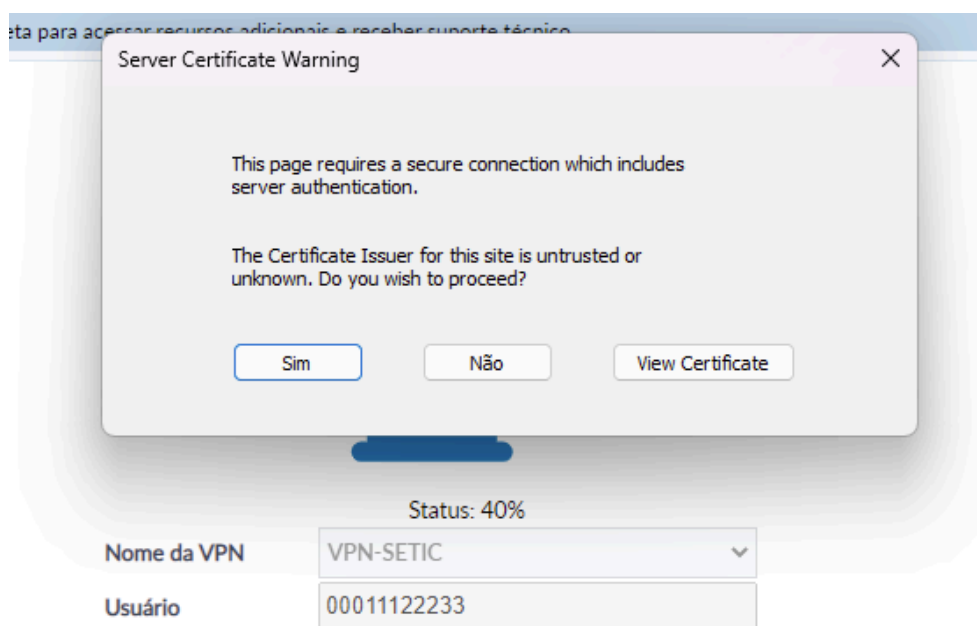 eta para acessar recursos adicionais e receber suporte técnico
Server Certificate Warning
This page requires a secure connection which includes
server authentication.
The Certificate Issuer for this site is untrusted or
unknown. Do you wish to proceed?
Sim
Não
View Certificate
Status: 40%
Nome da VPN
VPN-SETIC
Usuário
00011122233